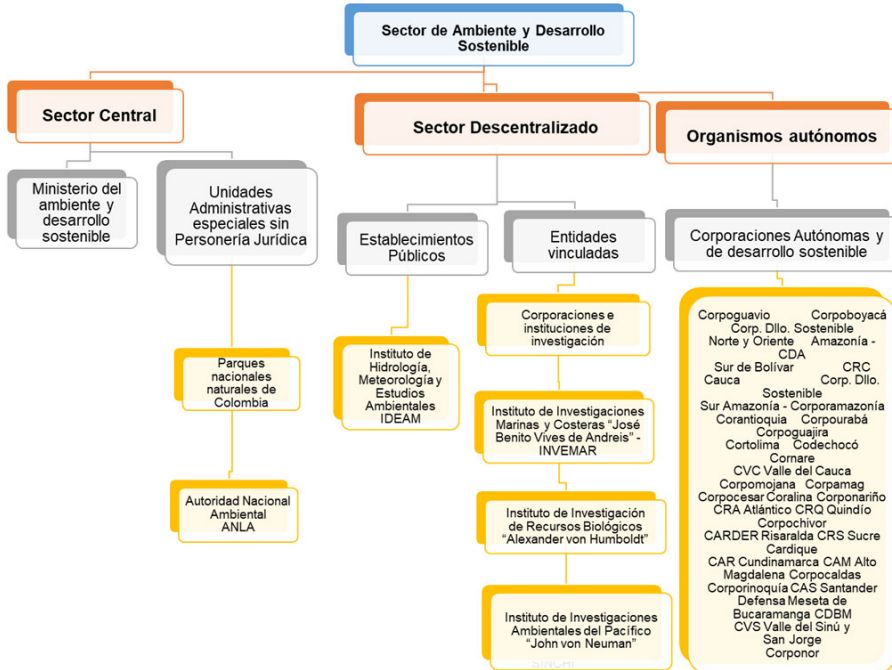 Sector de Ambiente y Desarrollo
Sostenible
Sector Central
Sector Descentralizado
Organismos autónomos
Ministerio del
ambiente y
desarrollo
sostenible
Unidades
Administrativas
especiales sin
Personería Jurídica
Establecimientos
Públicos
Entidades
vinculadas
Corporaciones Autónomas y
de desarrollo sostenible
Parques
nacionales
naturales de
Colombia
Autoridad Nacional
Ambiental
ANLA
Instituto de
Hidrología,
Meteorología y
Estudios
Ambientales
IDEAM
Corporaciones e
instituciones de
investigación
Instituto de Investigaciones
Marinas y Costeras “José
Benito Vives de Andreis” -
INVEMAR
Instituto de Investigación
de Recursos Biológicos
“Alexander von Humboldt”
Instituto de Investigaciones
Ambientales del Pacífico
“John von Neuman”
SINCHI
Corpoguavio Corpoboyacá
Corp. Dllo. Sostenible
Norte y Oriente Amazonía -
CDA
Sur de Bolívar CRC
Cauca Corp. Dllo.
Sostenible
Sur Amazonía - Corporamazonía
Corantioquia Corpourabá
Corpoguajira
Cortolima Codechocó
Cornare
CVC Valle del Cauca
Corpomojana Corpamag
Corpocesar Coralina Corponariño
CRA Atlántico CRQ Quindío
Corpochivor
CARDER Risaralda CRS Sucre
Cardique
CAR Cundinamarca CAM Alto
Magdalena Corpocaldas
Corporinoquía CAS Santander
Defensa Meseta de
Bucaramanga CDBM
CVS Valle del Sinú y
San Jorge
Corponor